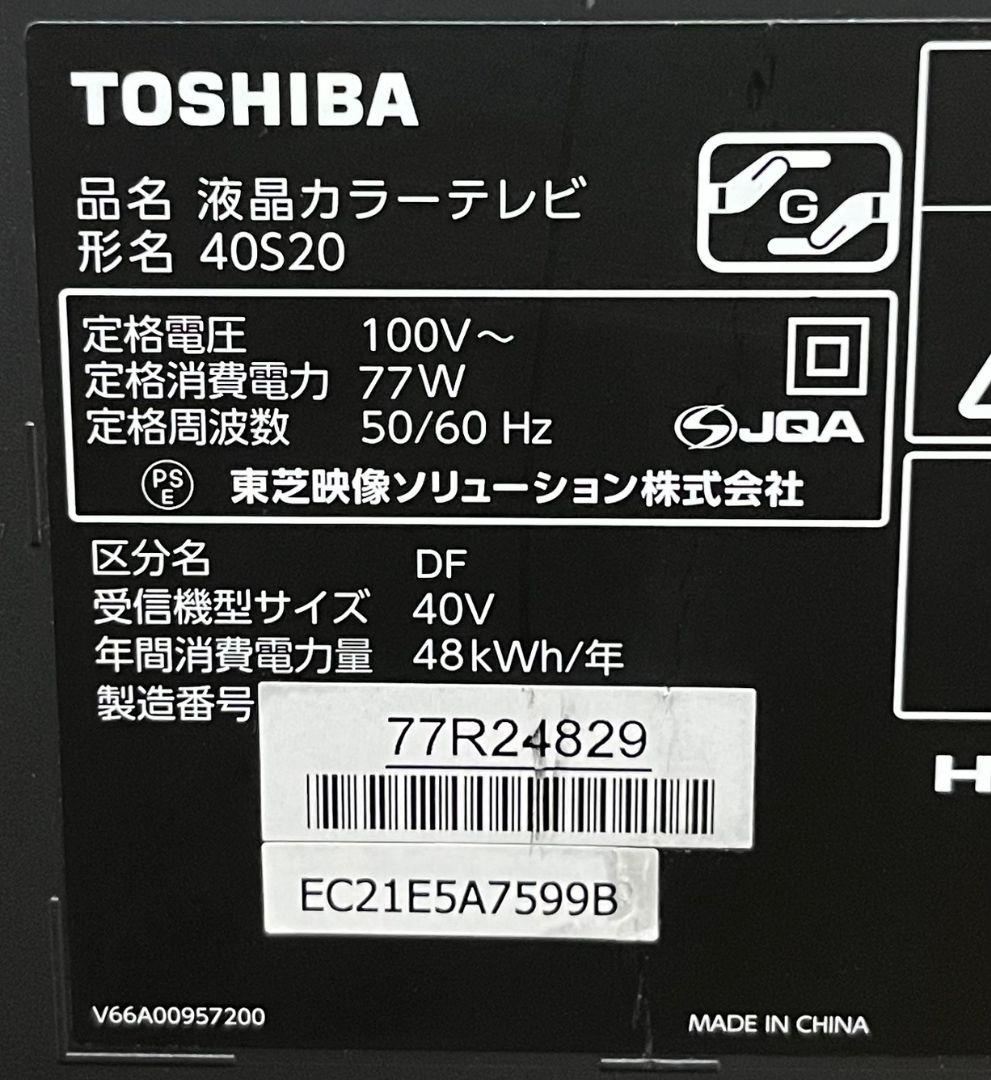 TOSHIBA
品名 液晶カラーテレビ
形名 40S20
G
定格電圧 100V～
定格消費電力 77W
定格周波数 50/60 Hz
JQA
PS
E
東芝映像ソリューション株式会社
区分名 DF
受信機型サイズ 40V
年間消費電力量 48kWh/年
製造番号
77R24829
EC21E5A7599B
V66A00957200
MADE IN CHINA